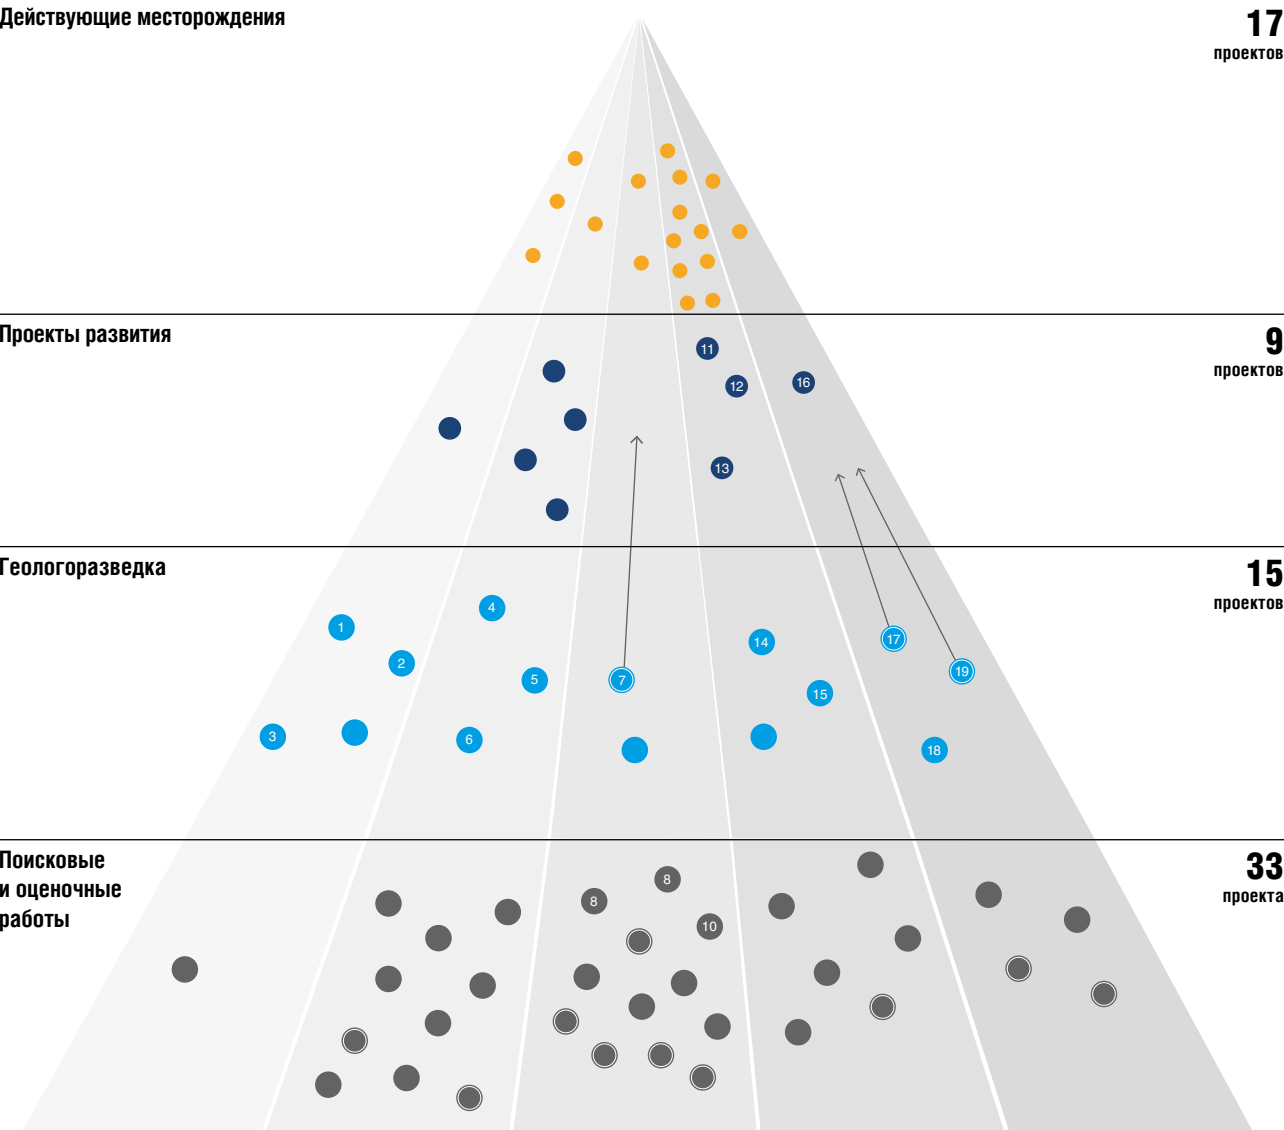 Действующие месторождения
17
проектов
Проекты развития
9
проектов
11
12
16
13
Геологоразведка
15
проектов
4
1
17
14
2
19
5
7
15
3
6
18
Поисковые
и оценочные
работы
33
проекта
8
8
10